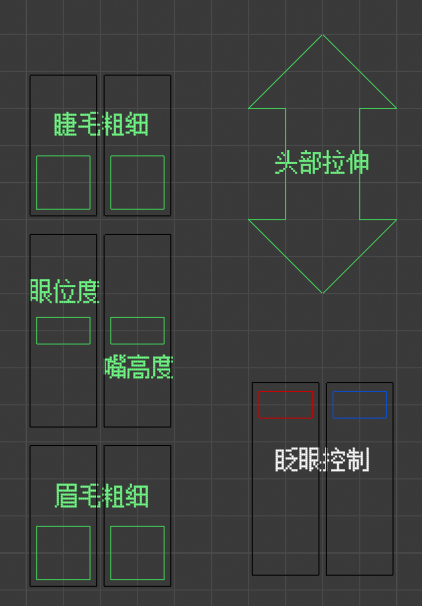 睫毛粗细
头部拉伸
眼位度
嘴高度
眨眼控制
眉毛粗细